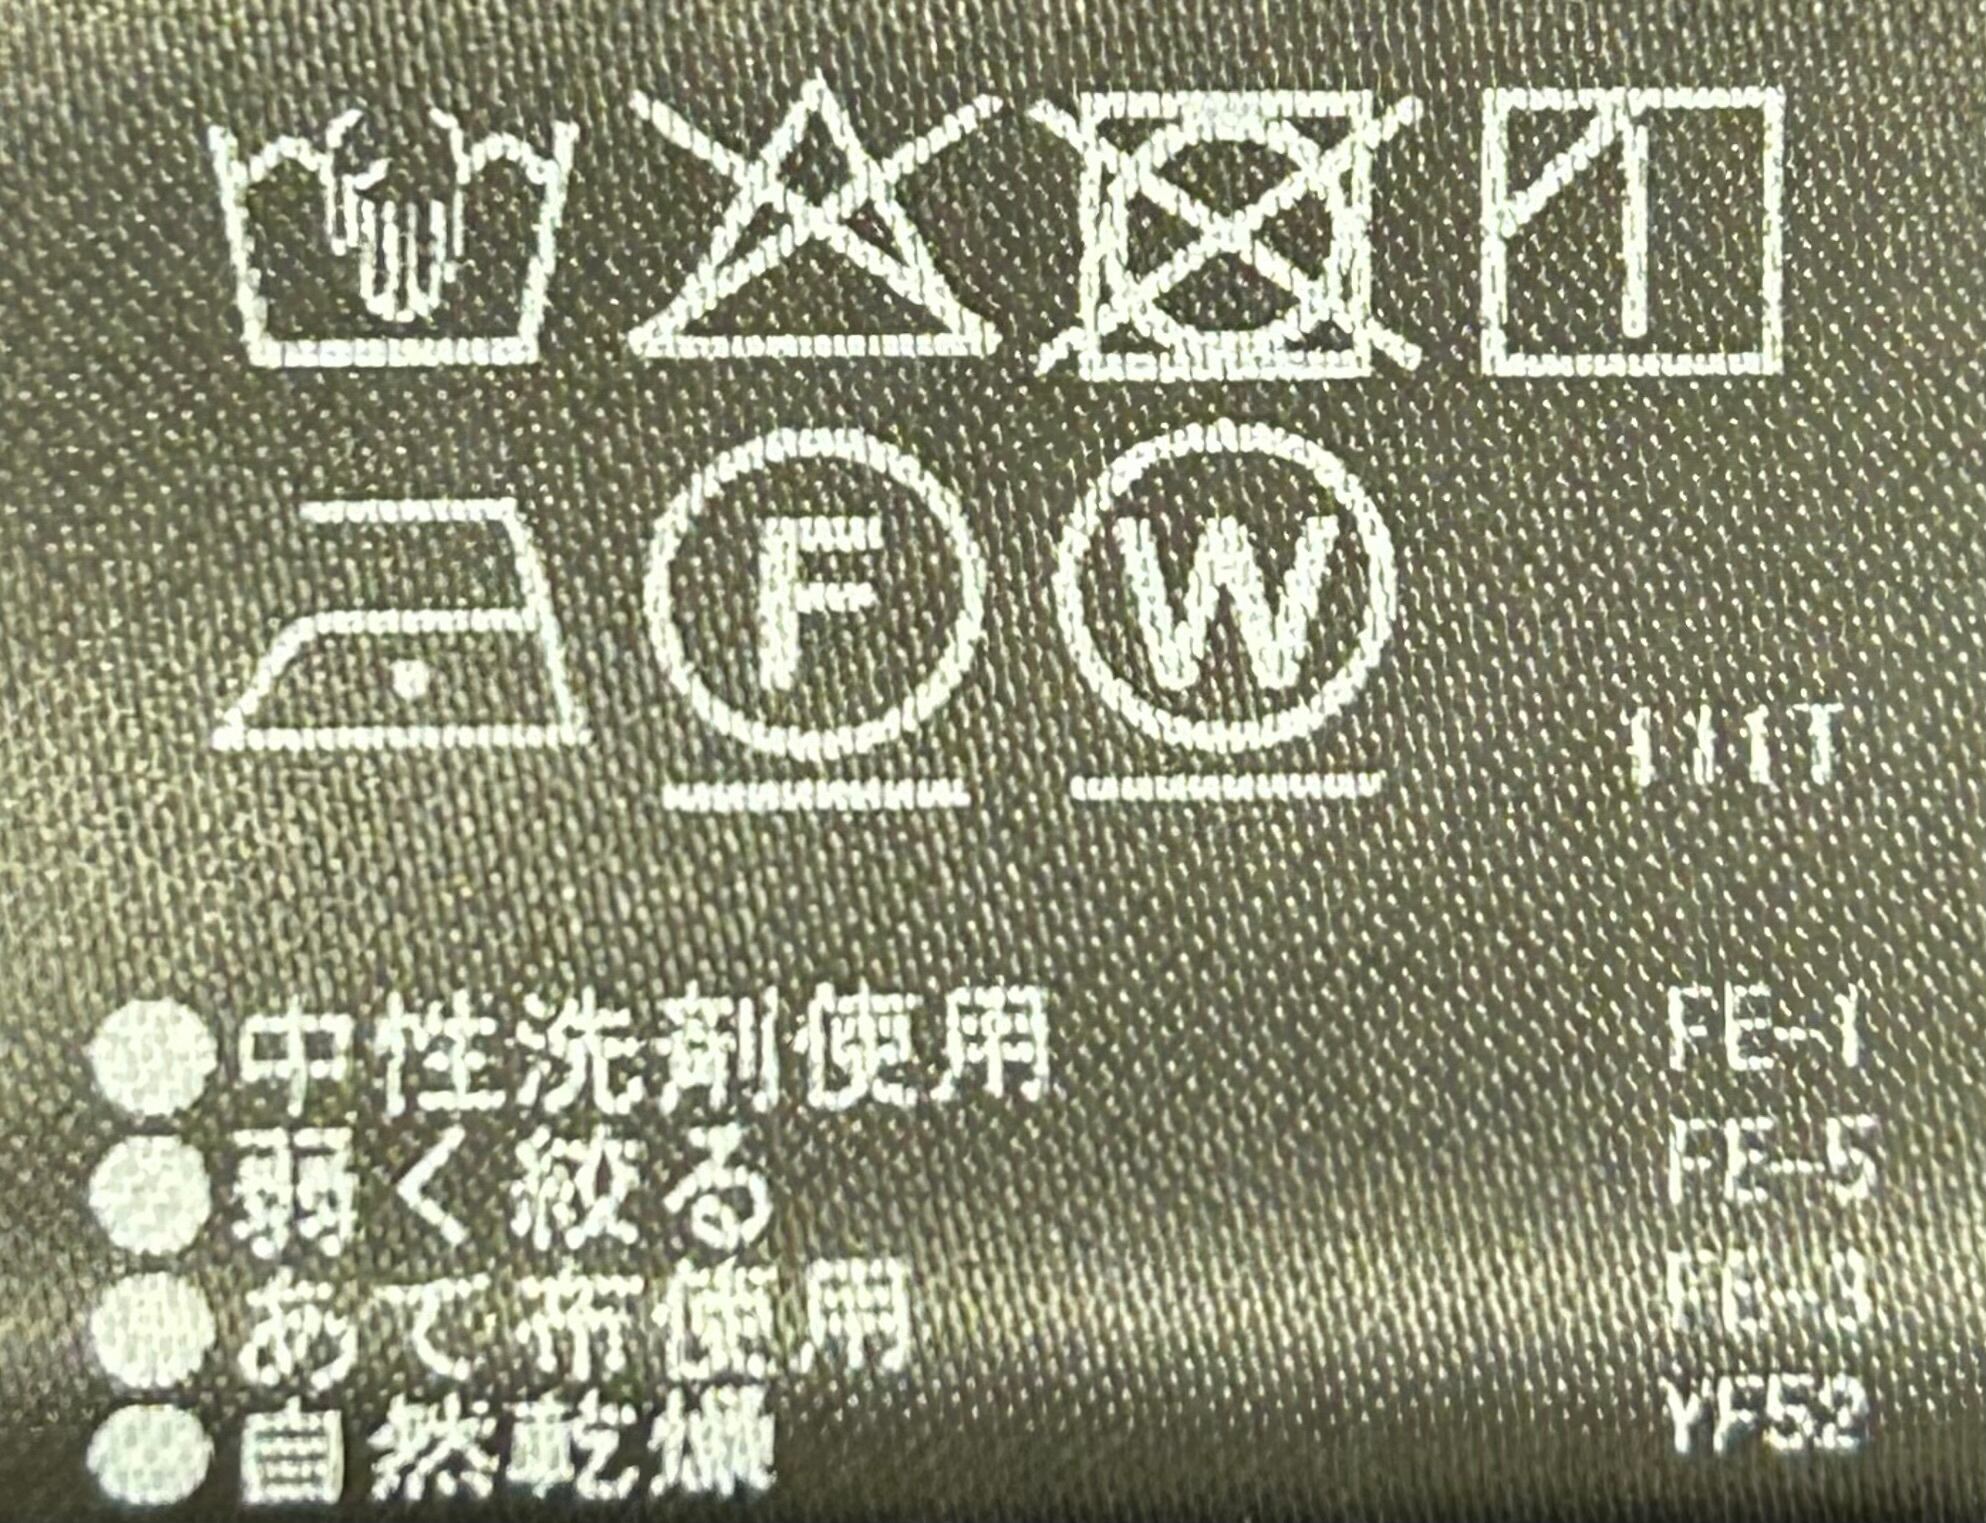 F W
111T
●中性洗剤使用 FE-1
●弱く絞る FE-5
●あて布使用
●自然乾燥 YF52